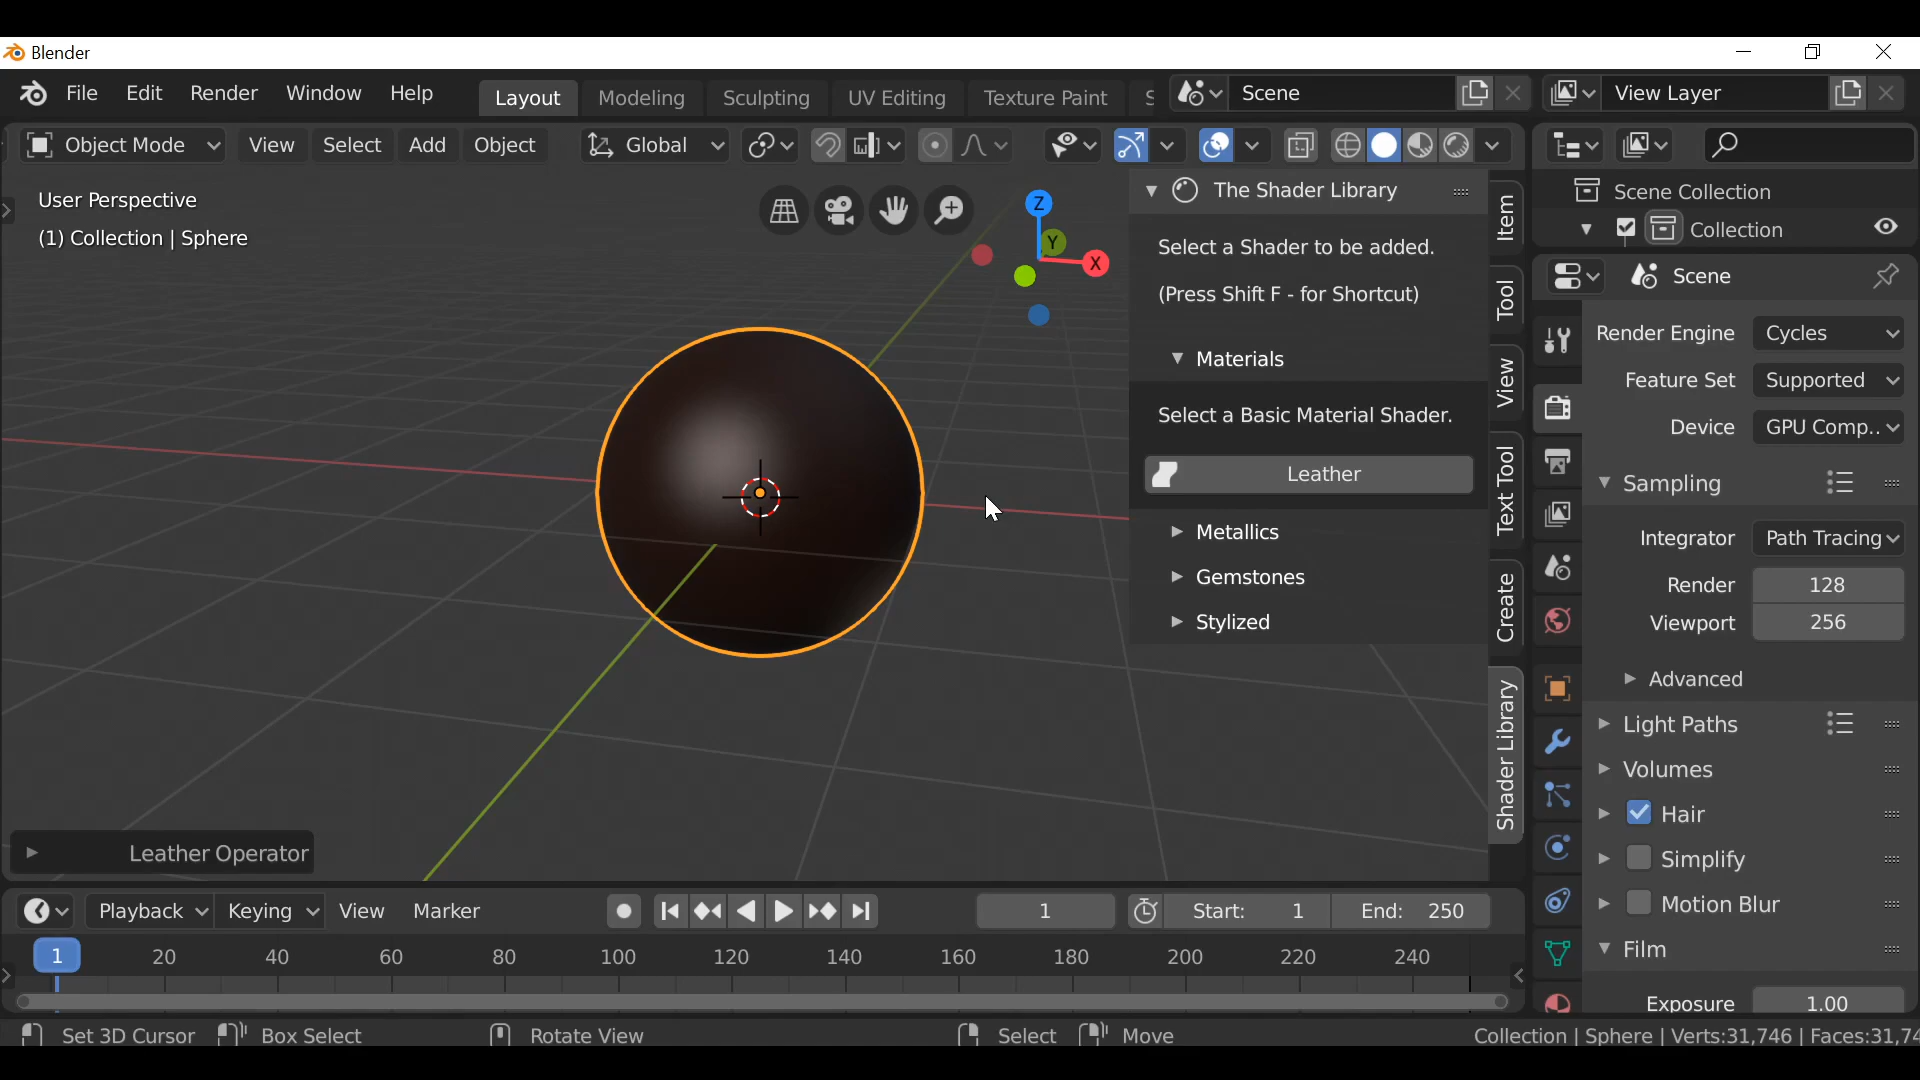 Blender
File Edit Render Window Help Layout Modeling Sculpting UV Editing Texture Paint S Scene View Layer
Object Mode View Select Add Object Global
User Perspective
(1) Collection | Sphere
Z
Y
X
The Shader Library
Select a Shader to be added.
(Press Shift F - for Shortcut)
Materials
Select a Basic Material Shader.
Leather
Metallics
Gemstones
Stylized
Item
Tool
View
Text Tool
Create
Shader Library
Scene Collection
Collection
Scene
Render Engine Cycles
Feature Set Supported
Device GPU Comp..
Sampling
Integrator Path Tracing
Render 128
Viewport 256
Advanced
Light Paths
Volumes
Hair
Simplify
Motion Blur
Film
Exposure 1.00
Leather Operator
Playback Keying View Marker 1 Start: 1 End: 250
1 20 40 60 80 100 120 140 160 180 200 220 240
Set 3D Cursor Box Select Rotate View Select Move Collection | Sphere | Verts:31,746 | Faces:31,74